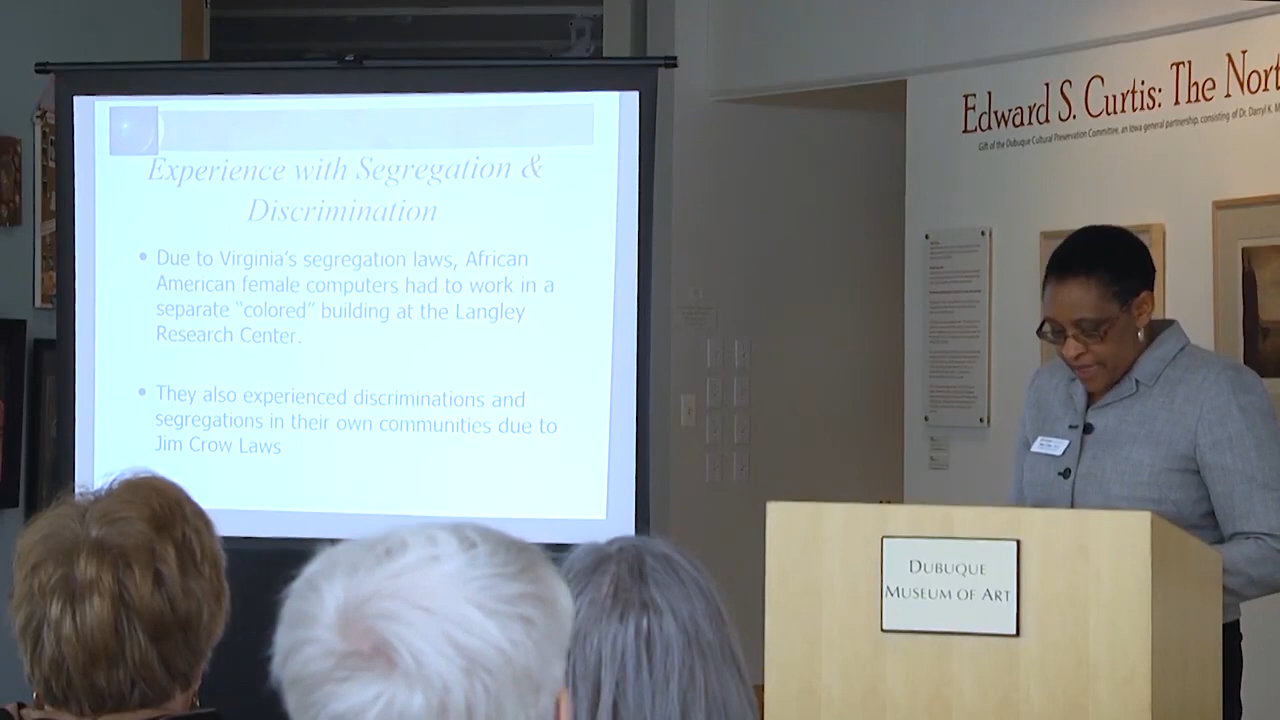 Experience with Segregation &
Discrimination
• Due to Virginia's segregation laws, African
American female computers had to work in a
separate "colored" building at the Langley
Research Center.
• They also experienced discriminations and
segregations in their own communities due to
Jim Crow Laws
Edward S. Curtis: The Nort
Gift of the Dubuque Cultural Preservation Committee, an Iowa general partnership, consisting of Dr. Darryl K. M
DUBUQUE
MUSEUM OF ART